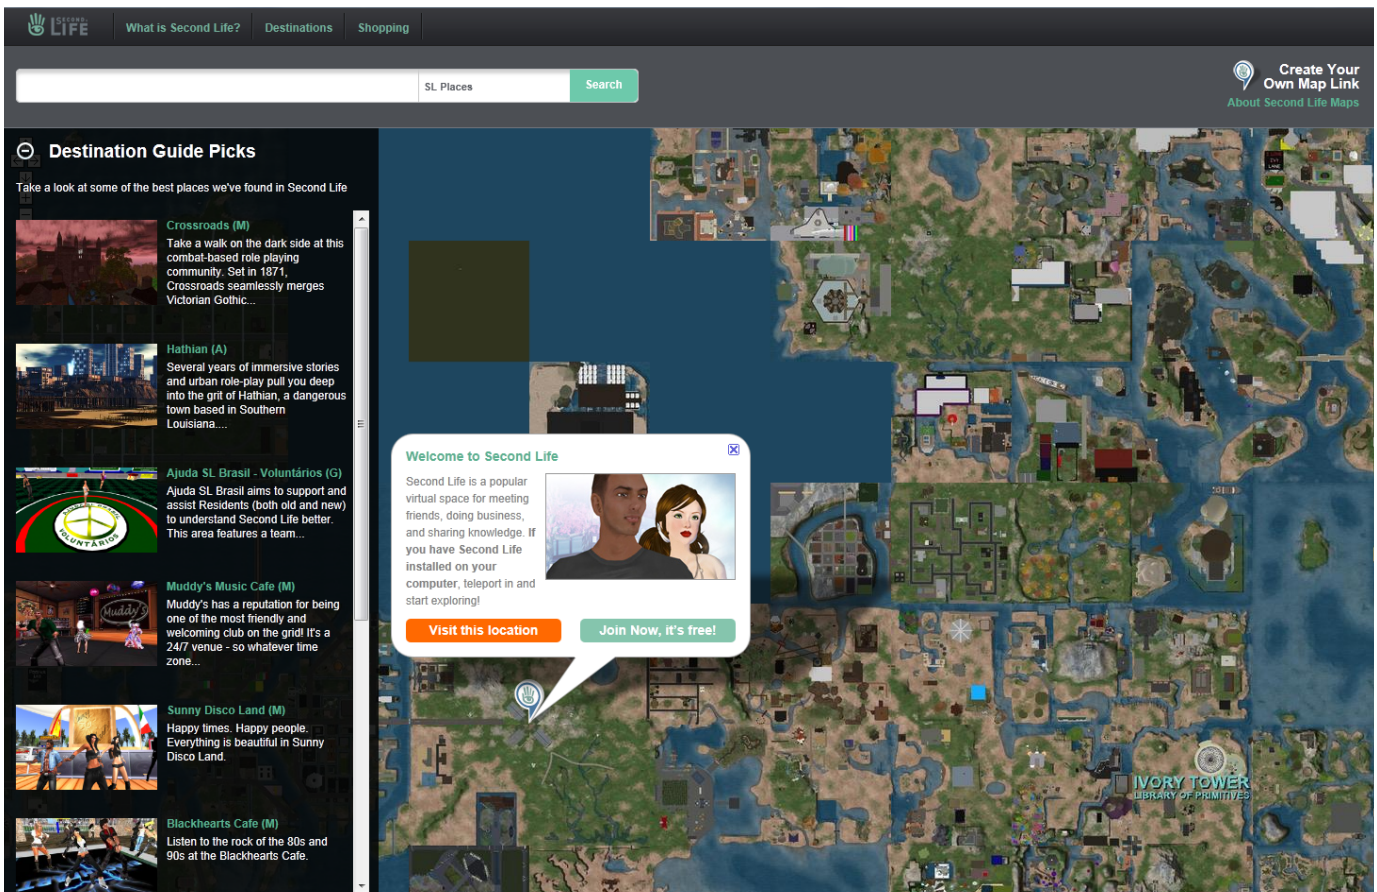 SECOND
LIFE
What is Second Life?
Destinations
Shopping
SL Places
Search
Create Your
Own Map Link
About Second Life Maps
Destination Guide Picks
Take a look at some of the best places we've found in Second Life
Crossroads (M)
Take a walk on the dark side at this
combat-based role playing
community. Set in 1871,
Crossroads seamlessly merges
Victorian Gothic...
Hathian (A)
Several years of immersive stories
and urban role-play pull you deep
into the grit of Hathian, a dangerous
town based in Southern
Louisiana....
Ajuda SL Brasil - Voluntários (G)
Ajuda SL Brasil aims to support and
assist Residents (both old and new)
to understand Second Life better.
This area features a team...
VOLUNTÁRIOS
Muddy's Music Cafe (M)
Muddy's has a reputation for being
one of the most friendly and
welcoming club on the grid! It's a
24/7 venue - so whatever time
zone...
Muddy's
Sunny Disco Land (M)
Happy times. Happy people.
Everything is beautiful in Sunny
Disco Land.
Blackhearts Cafe (M)
Listen to the rock of the 80s and
90s at the Blackhearts Cafe.
Welcome to Second Life
Second Life is a popular
virtual space for meeting
friends, doing business,
and sharing knowledge. If
you have Second Life
installed on your
computer, teleport in and
start exploring!
Visit this location
Join Now, it's free!
IVORY TOWER
LIBRARY OF PRIMITIVES